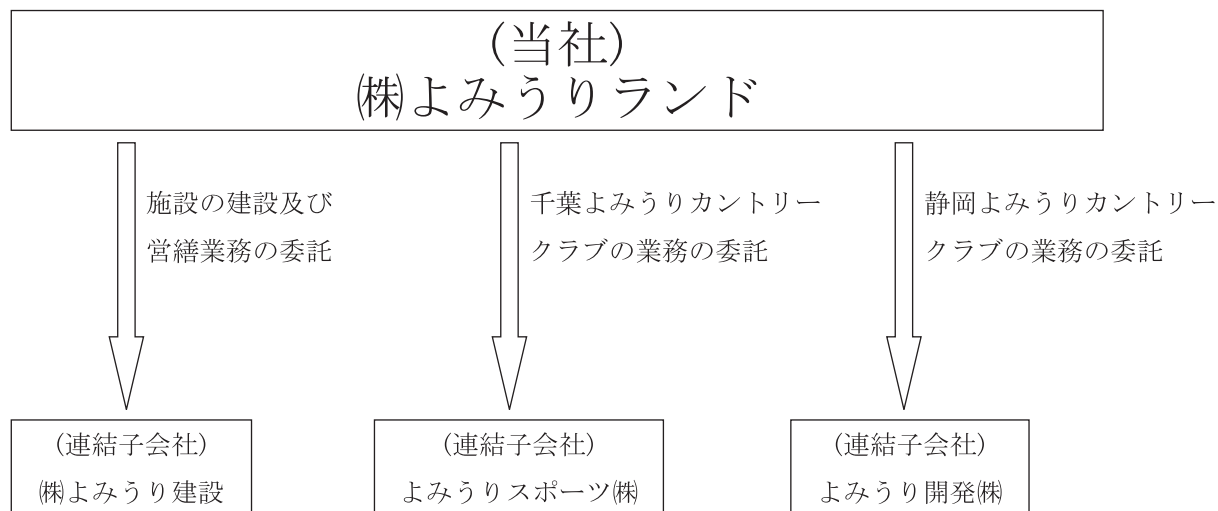 (当社)
㈱よみうりランド
施設の建設及び
営繕業務の委託
千葉よみうりカントリー
クラブの業務の委託
静岡よみうりカントリー
クラブの業務の委託
(連結子会社)
㈱よみうり建設
(連結子会社)
よみうりスポーツ㈱
(連結子会社)
よみうり開発㈱